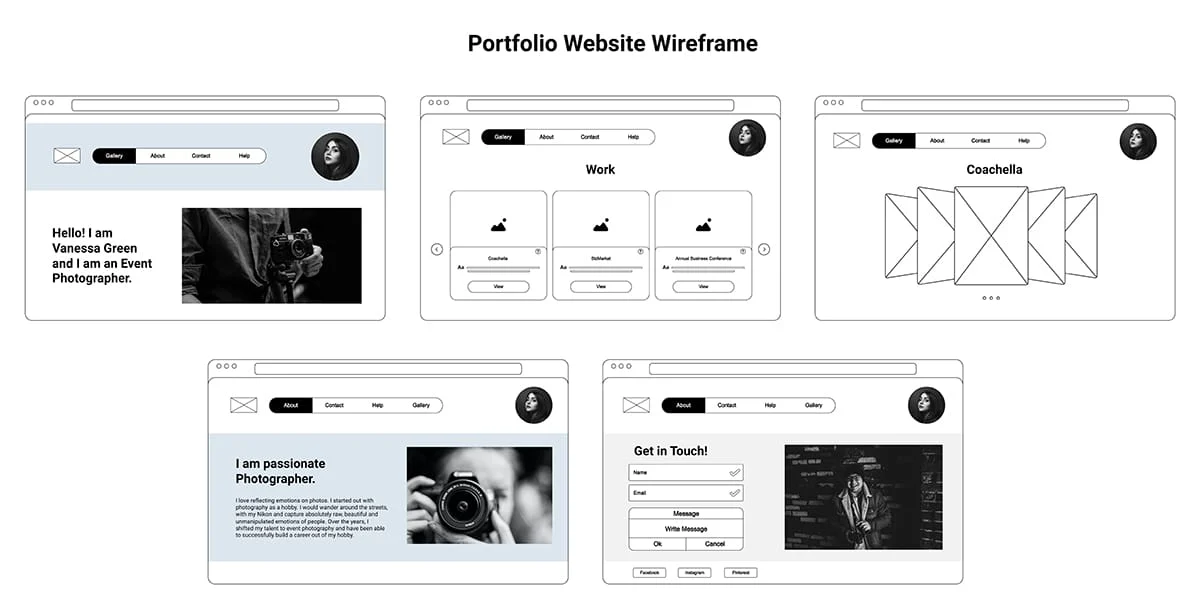 Portfolio Website Wireframe
Gallery About Contact Help
Hello! I am
Vanessa Green
and I am an Event
Photographer.
Gallery About Contact Help
Work
Coachella
Aa
View
BizMarket
Aa
View
Annual Business Conference
Aa
View
Gallery About Contact Help
Coachella
About Contact Help Gallery
I am passionate
Photographer.
I love reflecting emotions on photos. I started out with
photography as a hobby. I would wander around the streets,
with my Nikon and capture absolutely raw, beautiful and
unmanipulated emotions of people. Over the years, I
shifted my talent to event photography and have been able
to successfully build a career out of my hobby.
About Contact Help Gallery
Get in Touch!
Name
Email
Message
Write Message
Ok Cancel
Facebook Instagram Pinterest